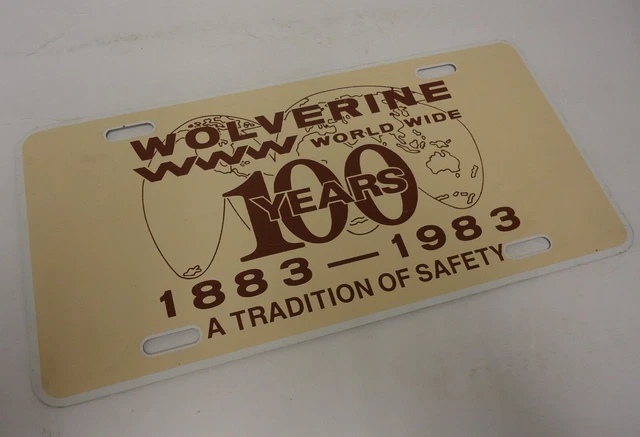 WOLVERINE
WWW WORLD WIDE
100
YEARS
1883—1983
A TRADITION OF SAFETY